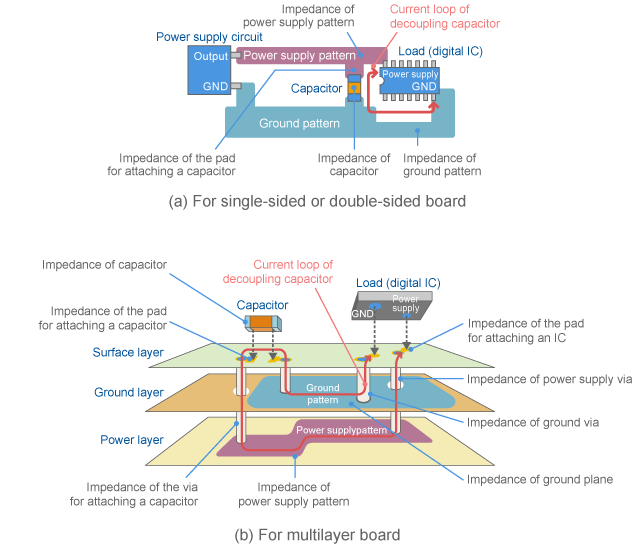 Impedance of
power supply pattern
Current loop of
decoupling capacitor
Power supply circuit
Load (digital IC)
Output
Power supply pattern
Power supply
GND
GND
Capacitor
Ground pattern
Impedance of the pad
for attaching a capacitor
Impedance of
capacitor
Impedance of
ground pattern
(a) For single-sided or double-sided board
Impedance of capacitor
Current loop of
decoupling capacitor
Load (digital IC)
Capacitor
Power
supply
GND
Impedance of the pad
for attaching a capacitor
Impedance of the pad
for attaching an IC
Surface layer
Ground layer
Ground
pattern
Impedance of power supply via
Impedance of ground via
Power layer
Power supplypattern
Impedance of the via
for attaching a capacitor
Impedance of
power supply pattern
Impedance of ground plane
(b) For multilayer board